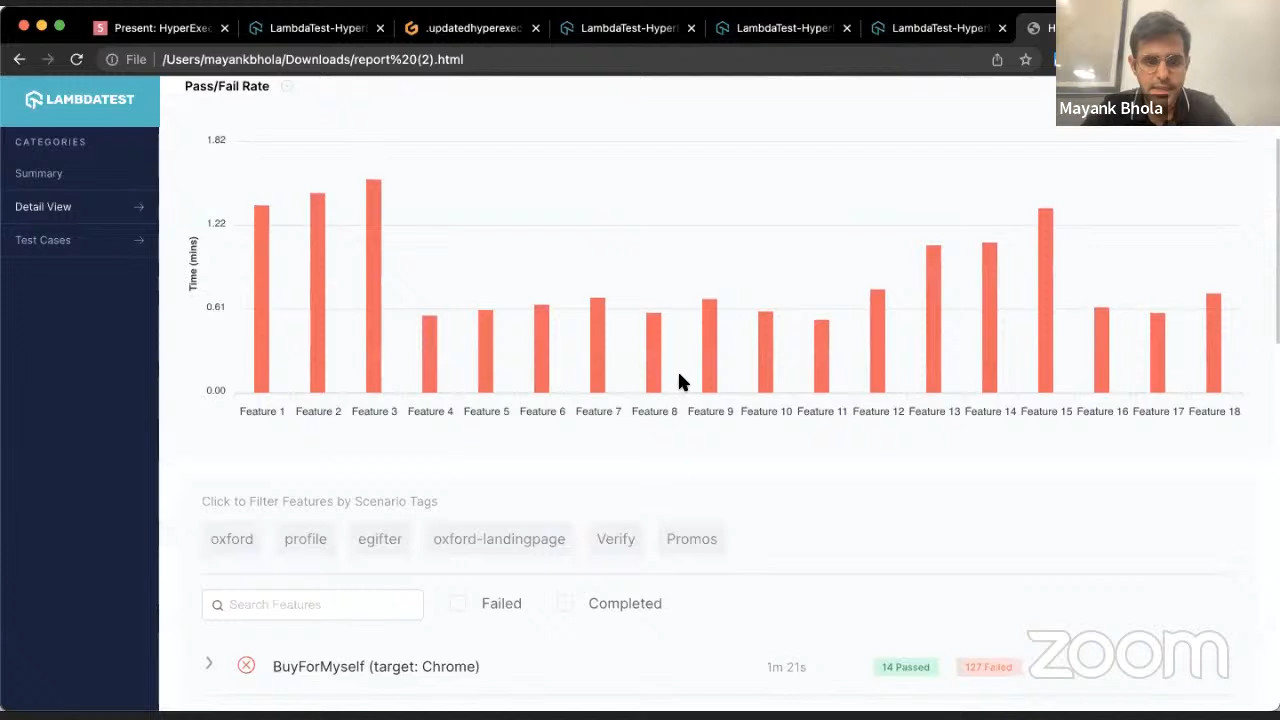 Present: HyperExec
LambdaTest-Hyper
.updatedhyperexec
LambdaTest-Hyper
LambdaTest-Hyper
LambdaTest-Hyper
H
File
/Users/mayankbhola/Downloads/report%20(2).html
Mayank Bhola
LAMBDATEST
CATEGORIES
Summary
Detail View
Test Cases
Pass/Fail Rate
1.82
1.22
0.61
0.00
Time (mins)
Feature 1 Feature 2 Feature 3 Feature 4 Feature 5 Feature 6 Feature 7 Feature 8 Feature 9 Feature 10 Feature 11 Feature 12 Feature 13 Feature 14 Feature 15 Feature 16 Feature 17 Feature 18
Click to Filter Features by Scenario Tags
oxford profile egifter oxford-landingpage Verify Promos
Search Features
Failed
Completed
BuyForMyself (target: Chrome)
1m 21s
14 Passed
127 Failed
zoom